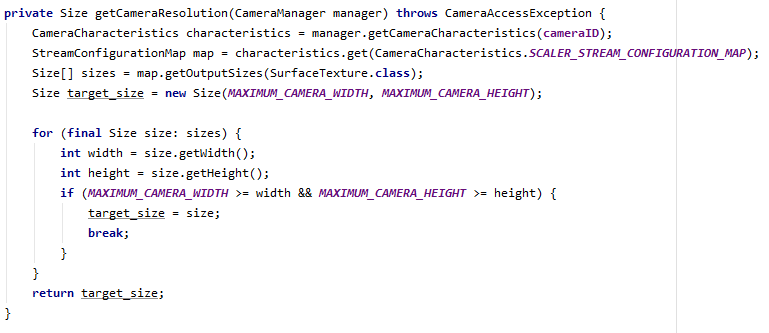 private Size getCameraResolution(CameraManager manager) throws CameraAccessException {
    CameraCharacteristics characteristics = manager.getCameraCharacteristics(cameraID);
    StreamConfigurationMap map = characteristics.get(CameraCharacteristics.SCALER_STREAM_CONFIGURATION_MAP);
    Size[] sizes = map.getOutputSizes(SurfaceTexture.class);
    Size target_size = new Size(MAXIMUM_CAMERA_WIDTH, MAXIMUM_CAMERA_HEIGHT);

    for (final Size size: sizes) {
        int width = size.getWidth();
        int height = size.getHeight();
        if (MAXIMUM_CAMERA_WIDTH >= width && MAXIMUM_CAMERA_HEIGHT >= height) {
            target_size = size;
            break;
        }
    }
    return target_size;
}